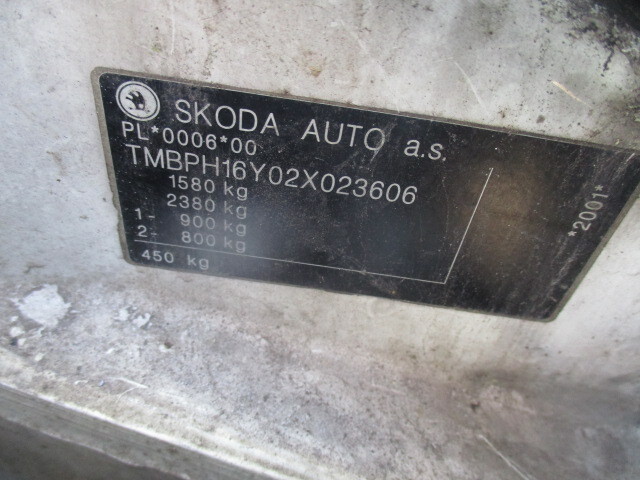 SKODA AUTO a.s.
PL*0006*00
TMBPH16Y02X023606
1580 kg
2380 kg
1- 900 kg
2- 800 kg
450 kg
*2001*